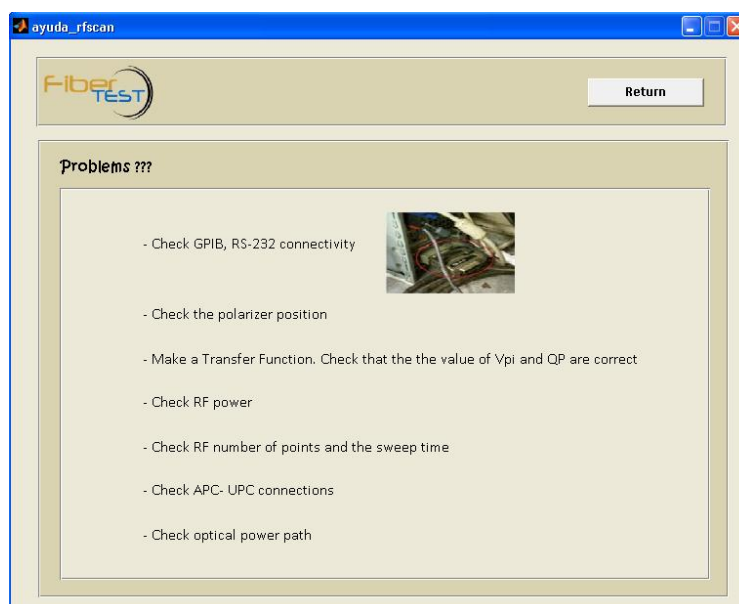 ayuda_rfscan
Fiber
TEST
Return
Problems ???
- Check GPIB, RS-232 connectivity
- Check the polarizer position
- Make a Transfer Function. Check that the the value of Vpi and QP are correct
- Check RF power
- Check RF number of points and the sweep time
- Check APC- UPC connections
- Check optical power path